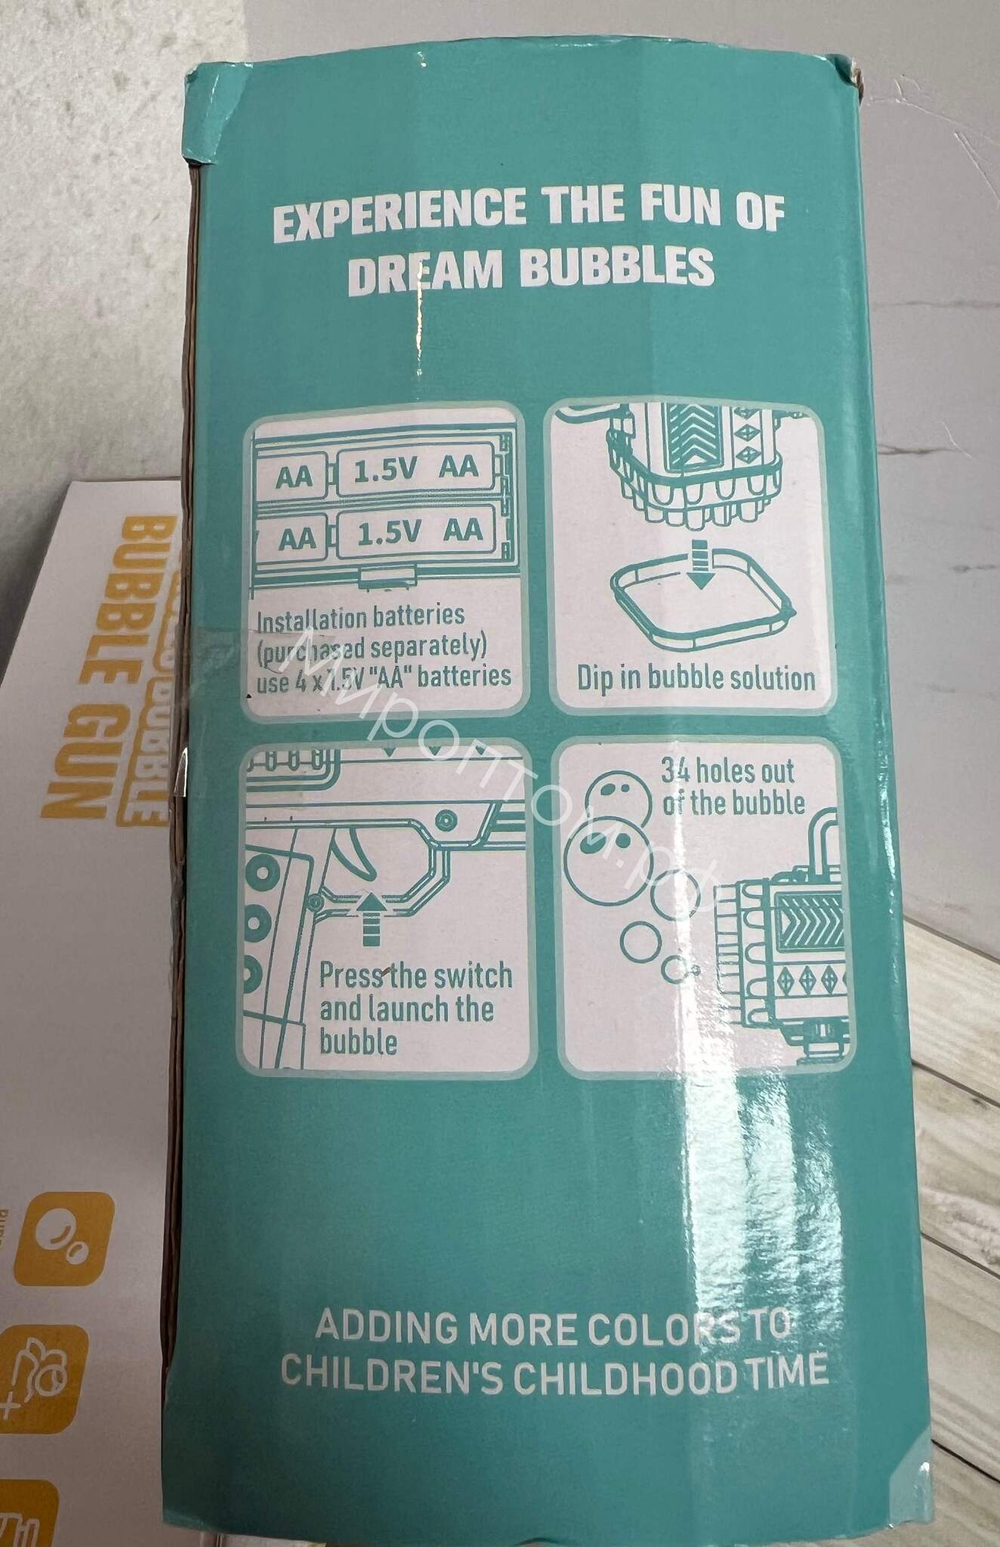 EXPERIENCE THE FUN OF
DREAM BUBBLES
AA 1.5V AA
AA 1.5V AA
Installation batteries
(purchased separately)
use 4 x 1.5V "AA" batteries
Dip in bubble solution
Press the switch
and launch the
bubble
34 holes out
of the bubble
ADDING MORE COLORS TO
CHILDREN'S CHILDHOOD TIME
BUBBLE
BUBBLE GUN
Мироптом.рф